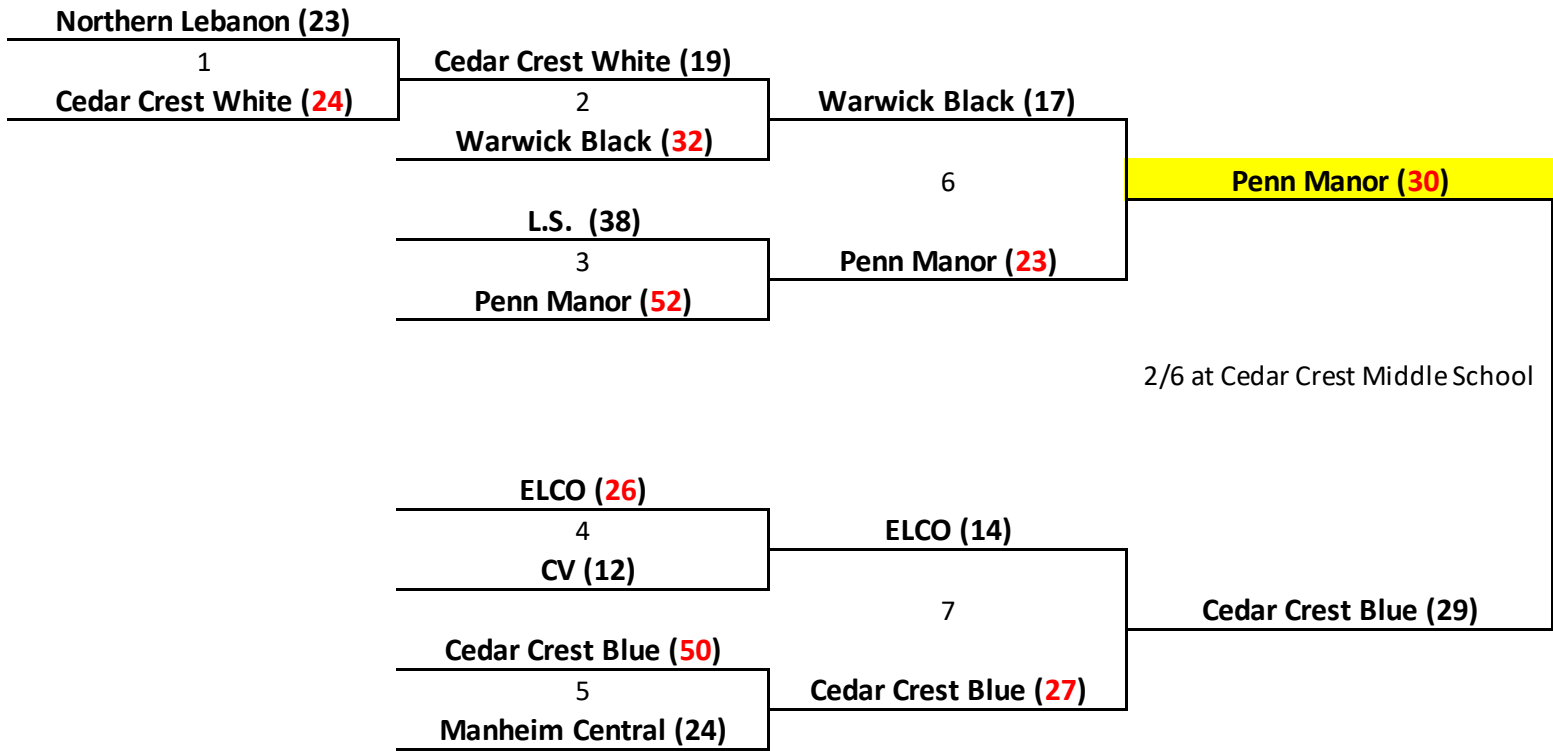 Northern Lebanon (23)
1
Cedar Crest White (24)
Cedar Crest White (19)
2
Warwick Black (32)
L.S. (38)
3
Penn Manor (52)
Warwick Black (17)
6
Penn Manor (23)
Penn Manor (30)
2/6 at Cedar Crest Middle School
ELCO (26)
4
CV (12)
Cedar Crest Blue (50)
5
Manheim Central (24)
ELCO (14)
7
Cedar Crest Blue (27)
Cedar Crest Blue (29)